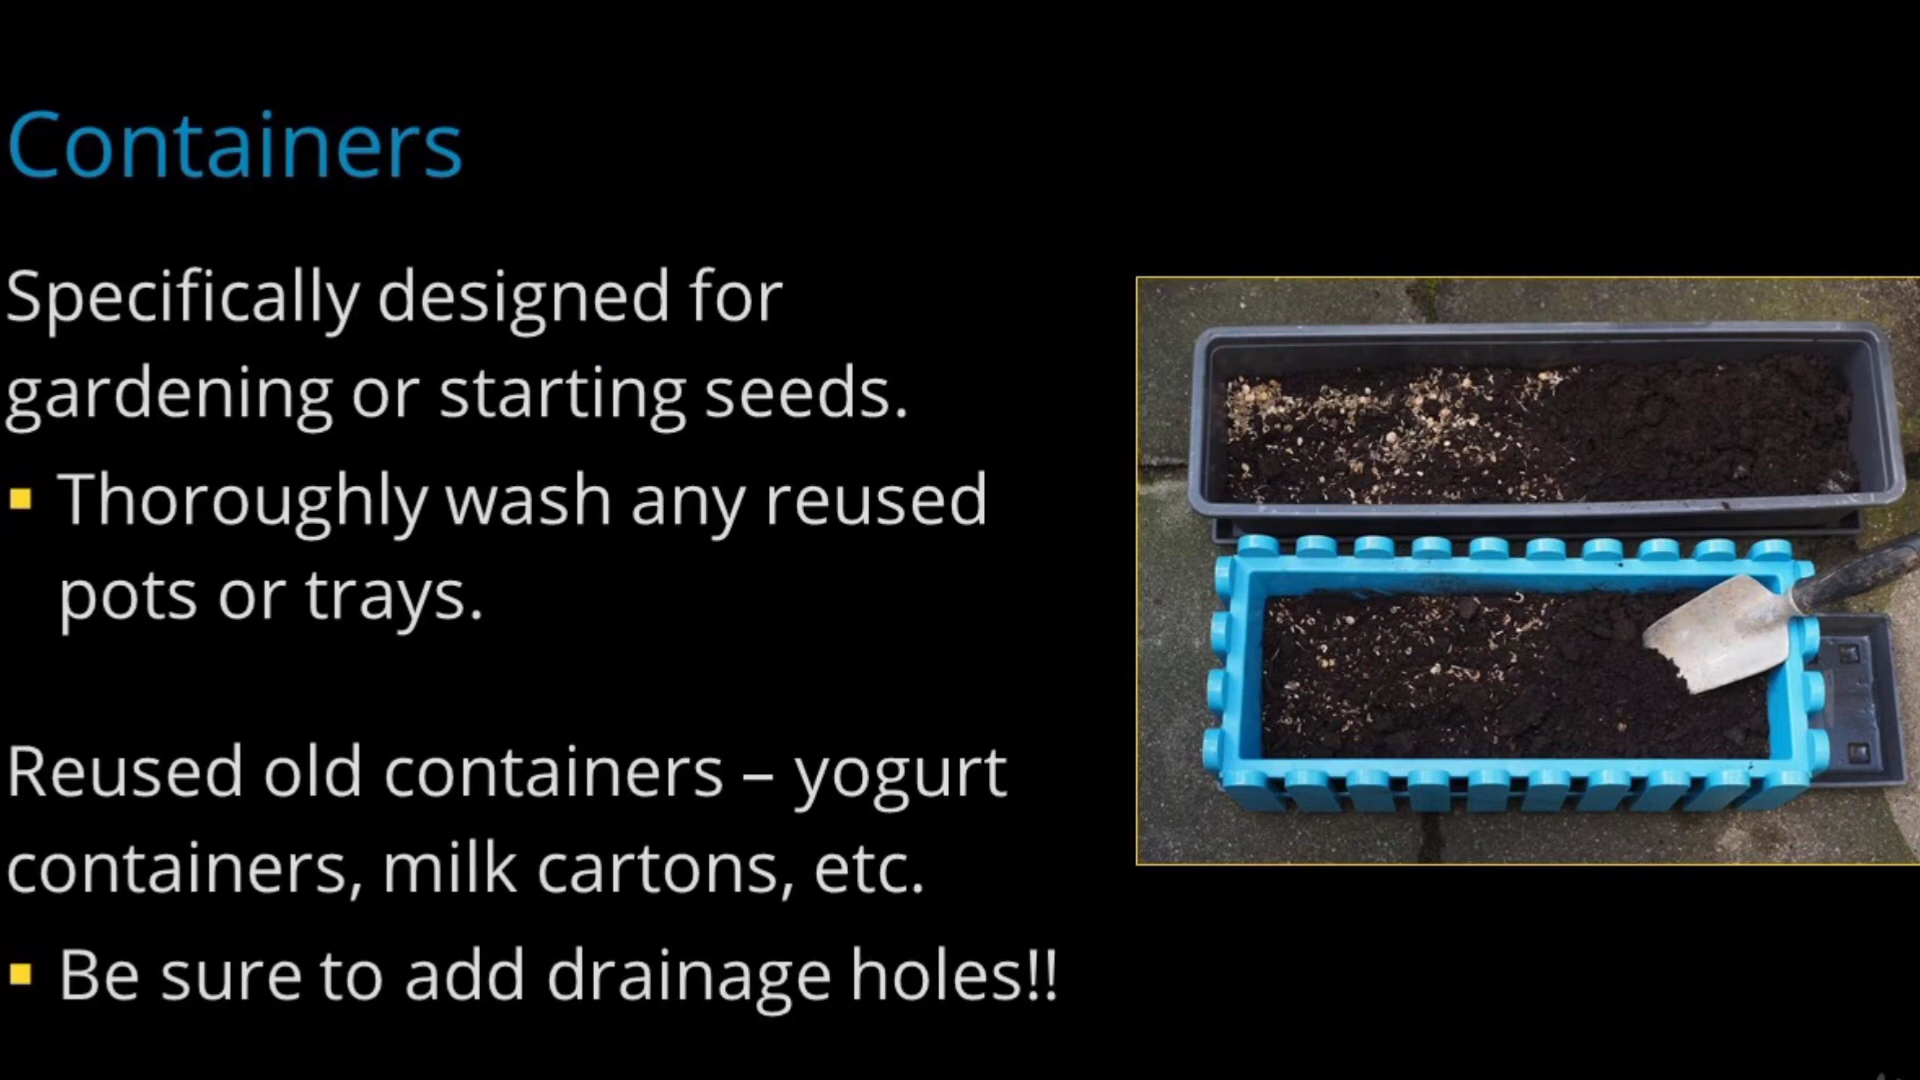 Containers
Specifically designed for
gardening or starting seeds.
▪ Thoroughly wash any reused
pots or trays.
Reused old containers – yogurt
containers, milk cartons, etc.
▪ Be sure to add drainage holes!!